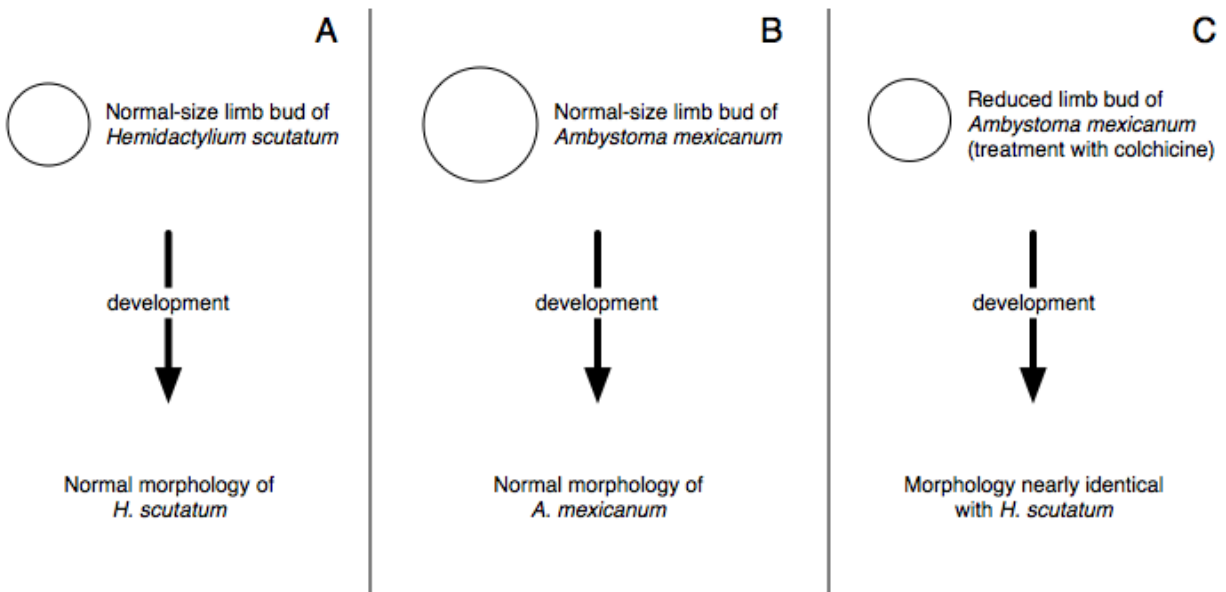 A
Normal-size limb bud of
Hemidactylium scutatum
development
Normal morphology of
H. scutatum
B
Normal-size limb bud of
Ambystoma mexicanum
development
Normal morphology of
A. mexicanum
C
Reduced limb bud of
Ambystoma mexicanum
(treatment with colchicine)
development
Morphology nearly identical
with H. scutatum